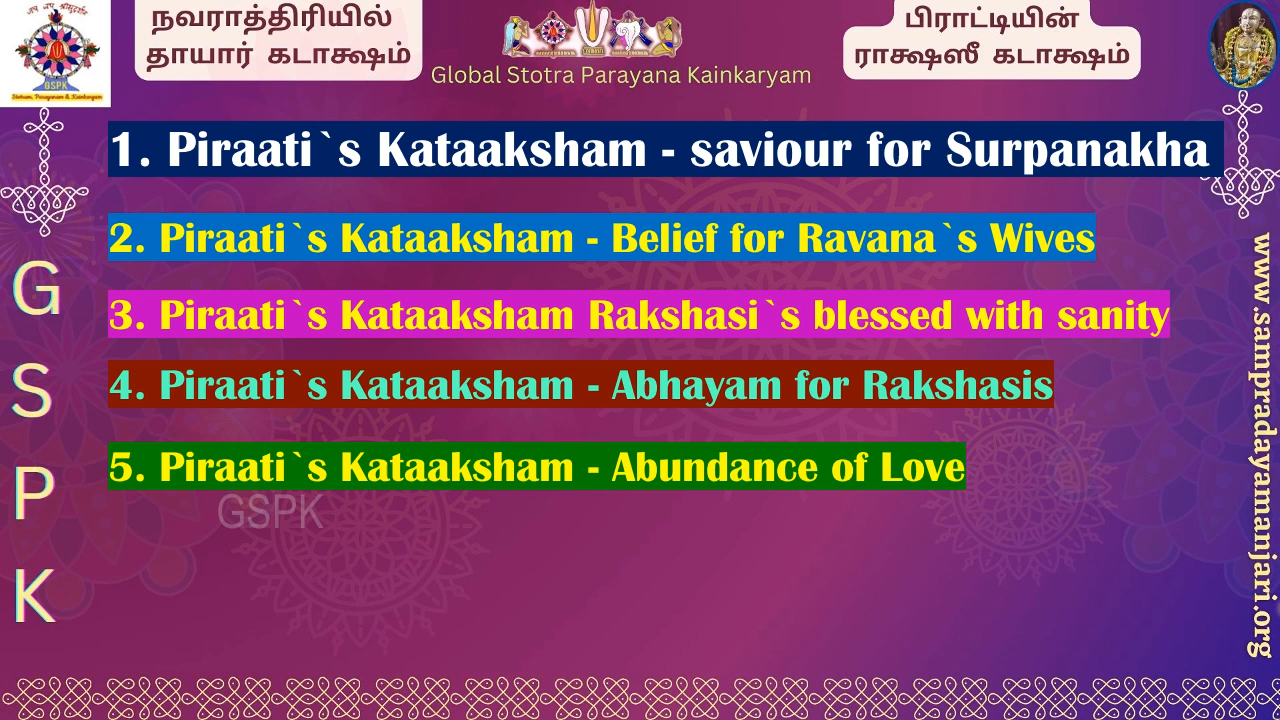 நவராத்திரியில்
தாயார் கடாக்ஷம்
Global Stotra Parayana Kainkaryam
பிராட்டியின்
ராக்ஷஸீ கடாக்ஷம்
GSPK
1. Piraati`s Kataaksham - saviour for Surpanakha
2. Piraati`s Kataaksham - Belief for Ravana`s Wives
3. Piraati`s Kataaksham Rakshasi`s blessed with sanity
4. Piraati`s Kataaksham - Abhayam for Rakshasis
5. Piraati`s Kataaksham - Abundance of Love
GSPK
G
S
P
K
www.sampradayamanjari.org